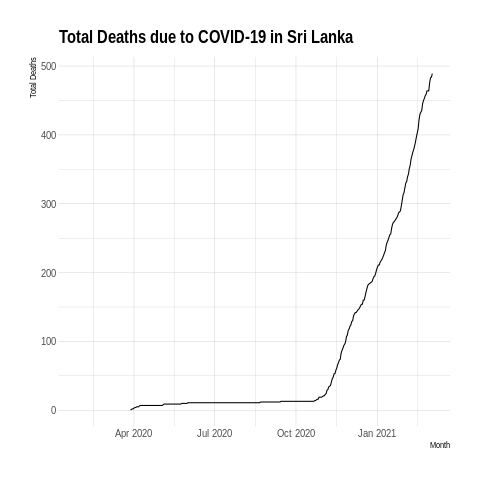 Total Deaths due to COVID-19 in Sri Lanka
Total Deaths
500
400
300
200
100
0
Apr 2020 Jul 2020 Oct 2020 Jan 2021
Month